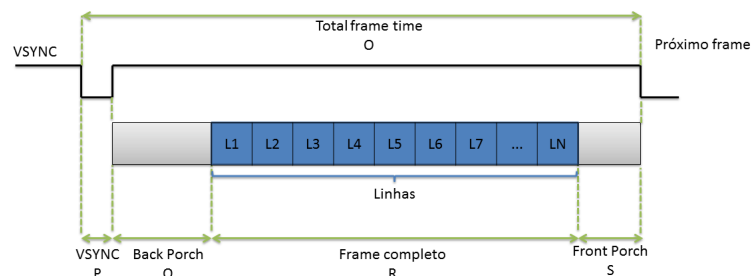 Total frame time
O
VSYNC
Próximo frame
L1 L2 L3 L4 L5 L6 L7 ... LN
Linhas
VSYNC
P
Back Porch
Q
Frame completo
R
Front Porch
S